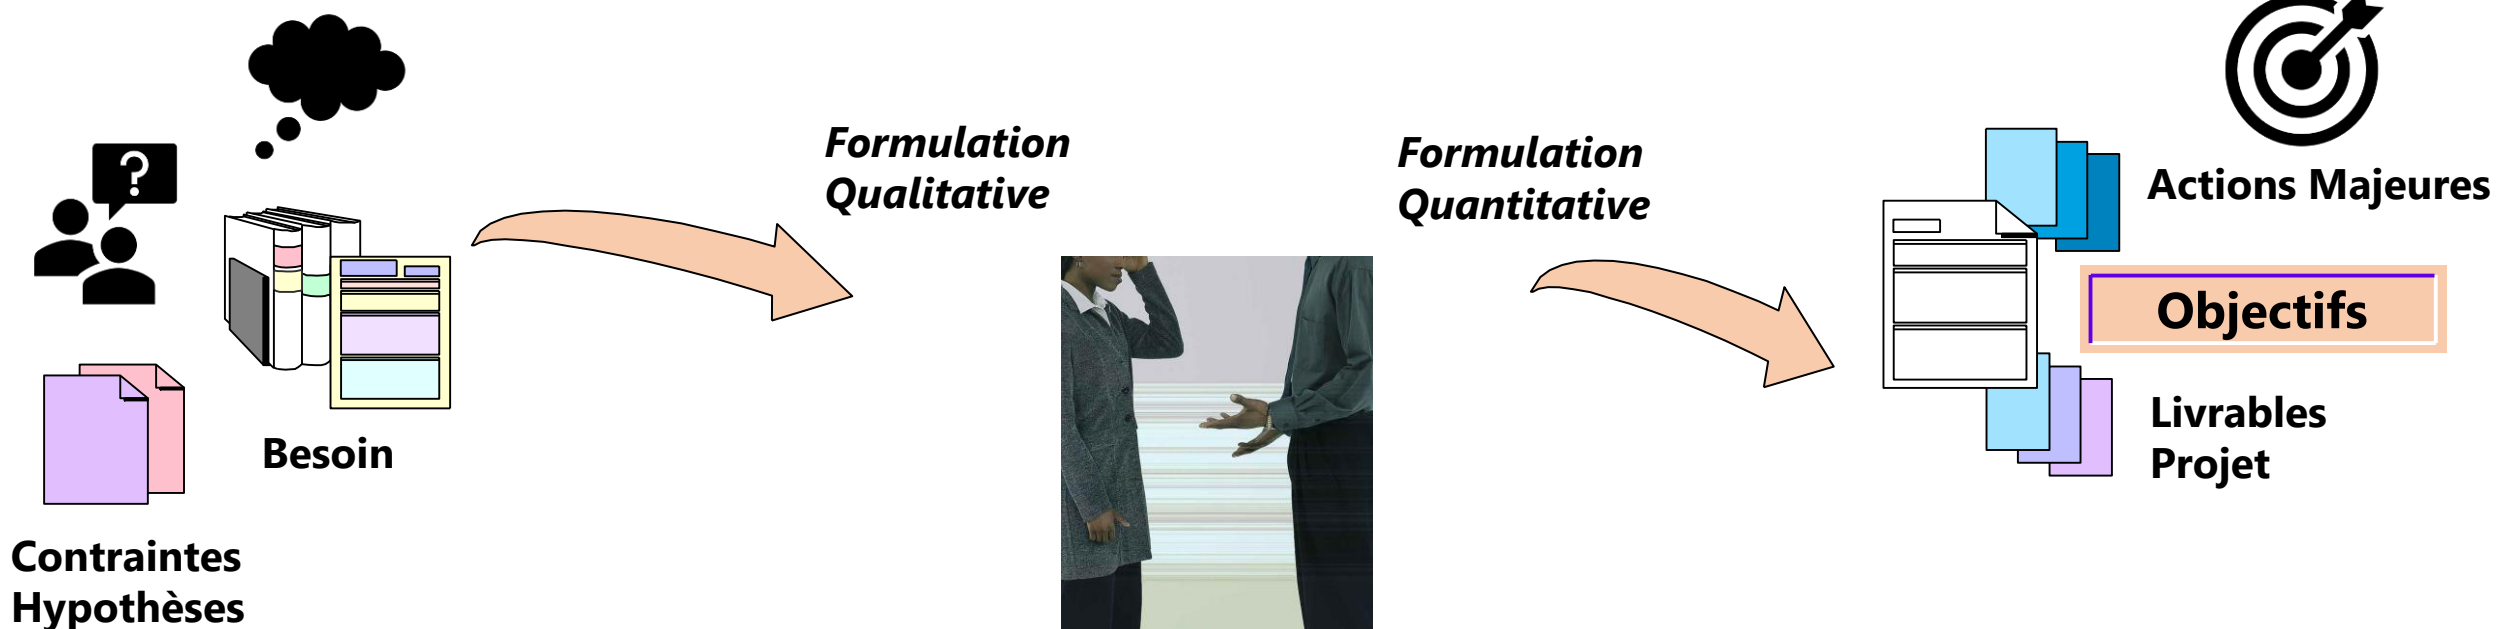 ?
Formulation
Qualitative
Formulation
Quantitative
Actions Majeures
Objectifs
Livrables
Projet
Besoin
Contraintes
Hypothèses